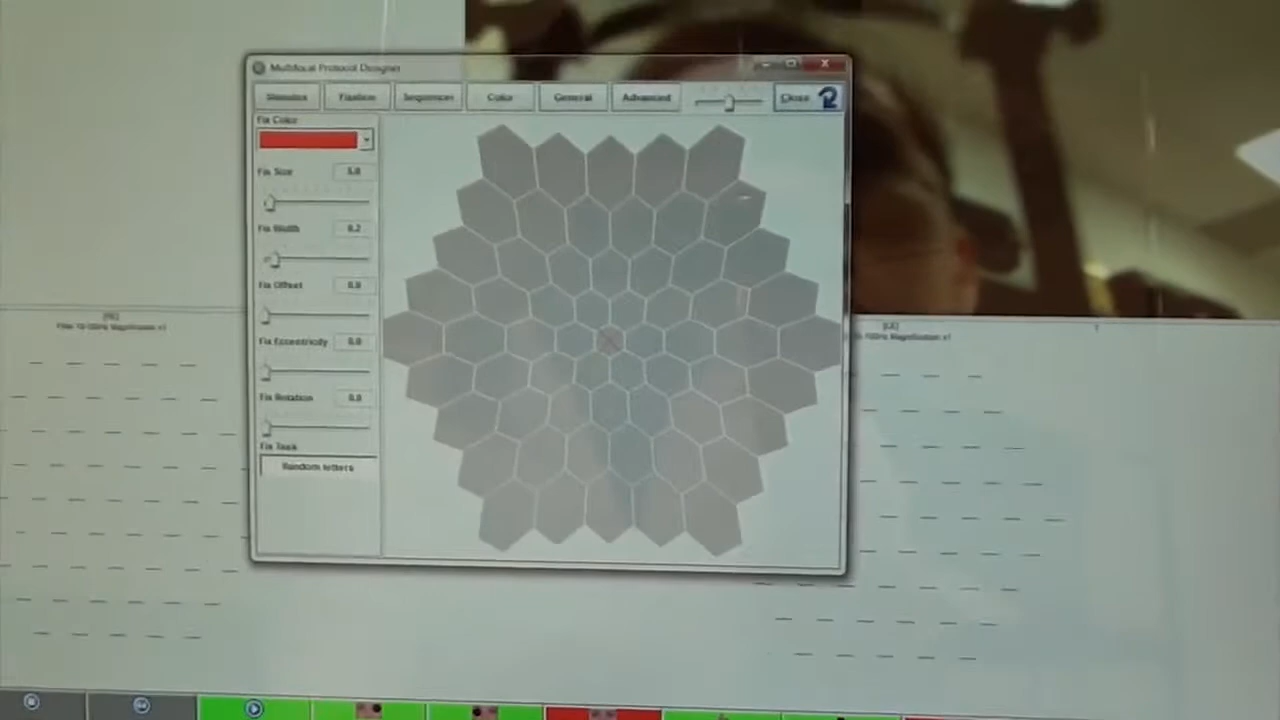 Multifocal Protocol Designer
Stimulus Fixation Sequences Color General Advanced Close
Fix Color
Fix Size 5.0
Fix Width 0.2
Fix Offset 0.0
Fix Eccentricity 0.0
Fix Rotation 0.0
Fix Task
Random letters